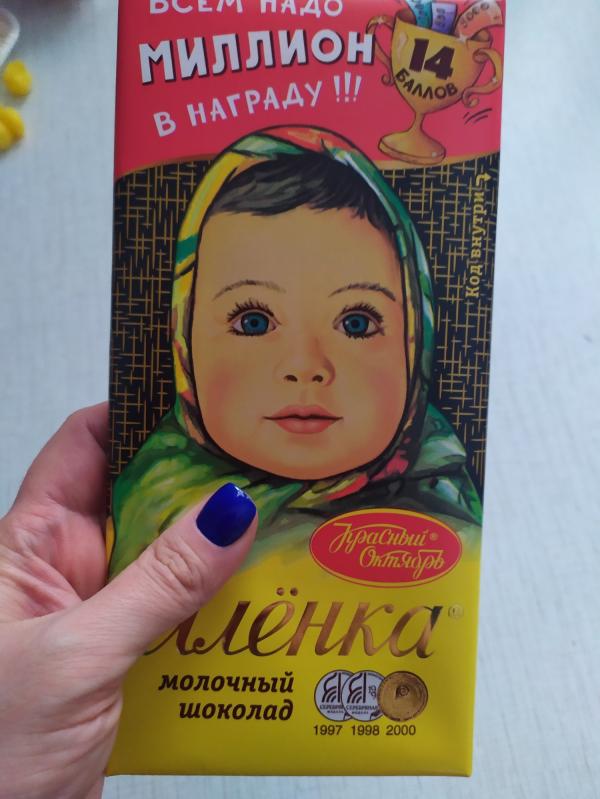 ВСЕМ НАДО
МИЛЛИОН
В НАГРАДУ !!!
14
БАЛЛОВ
Код внутри
Красный®
Октябрь
Алёнка®
молочный
шоколад
1997 1998 2000